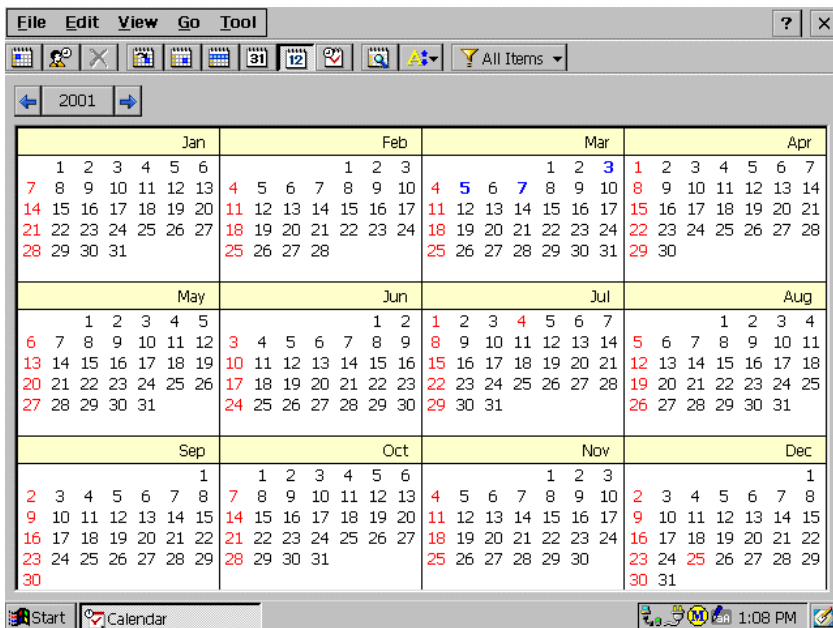 File Edit View Go Tool ?
31 12 A All Items
2001
Jan Feb Mar Apr
1 2 3 4 5 6 1 2 3 1 2 3 1 2 3 4 5 6 7
7 8 9 10 11 12 13 4 5 6 7 8 9 10 4 5 6 7 8 9 10 8 9 10 11 12 13 14
14 15 16 17 18 19 20 11 12 13 14 15 16 17 11 12 13 14 15 16 17 15 16 17 18 19 20 21
21 22 23 24 25 26 27 18 19 20 21 22 23 24 18 19 20 21 22 23 24 22 23 24 25 26 27 28
28 29 30 31 25 26 27 28 25 26 27 28 29 30 31 29 30
May Jun Jul Aug
1 2 3 4 5 1 2 1 2 3 4 5 6 7 1 2 3 4
6 7 8 9 10 11 12 3 4 5 6 7 8 9 8 9 10 11 12 13 14 5 6 7 8 9 10 11
13 14 15 16 17 18 19 10 11 12 13 14 15 16 15 16 17 18 19 20 21 12 13 14 15 16 17 18
20 21 22 23 24 25 26 17 18 19 20 21 22 23 22 23 24 25 26 27 28 19 20 21 22 23 24 25
27 28 29 30 31 24 25 26 27 28 29 30 29 30 31 26 27 28 29 30 31
Sep Oct Nov Dec
1 1 2 3 4 5 6 1 2 3 1
2 3 4 5 6 7 8 7 8 9 10 11 12 13 4 5 6 7 8 9 10 2 3 4 5 6 7 8
9 10 11 12 13 14 15 14 15 16 17 18 19 20 11 12 13 14 15 16 17 9 10 11 12 13 14 15
16 17 18 19 20 21 22 21 22 23 24 25 26 27 18 19 20 21 22 23 24 16 17 18 19 20 21 22
23 24 25 26 27 28 29 28 29 30 31 25 26 27 28 29 30 23 24 25 26 27 28 29
30 30 31
Start Calendar M 1:08 PM